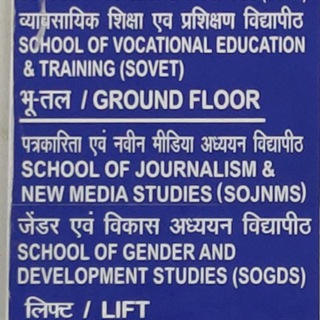 व्यावसायिक शिक्षा एवं प्रशिक्षण विद्यापीठ
SCHOOL OF VOCATIONAL EDUCATION
& TRAINING (SOVET)
भू-तल / GROUND FLOOR
पत्रकारिता एवं नवीन मीडिया अध्ययन विद्यापीठ
SCHOOL OF JOURNALISM &
NEW MEDIA STUDIES (SOJNMS)
जेंडर एवं विकास अध्ययन विद्यापीठ
SCHOOL OF GENDER AND
DEVELOPMENT STUDIES (SOGDS)
लिफ्ट / LIFT